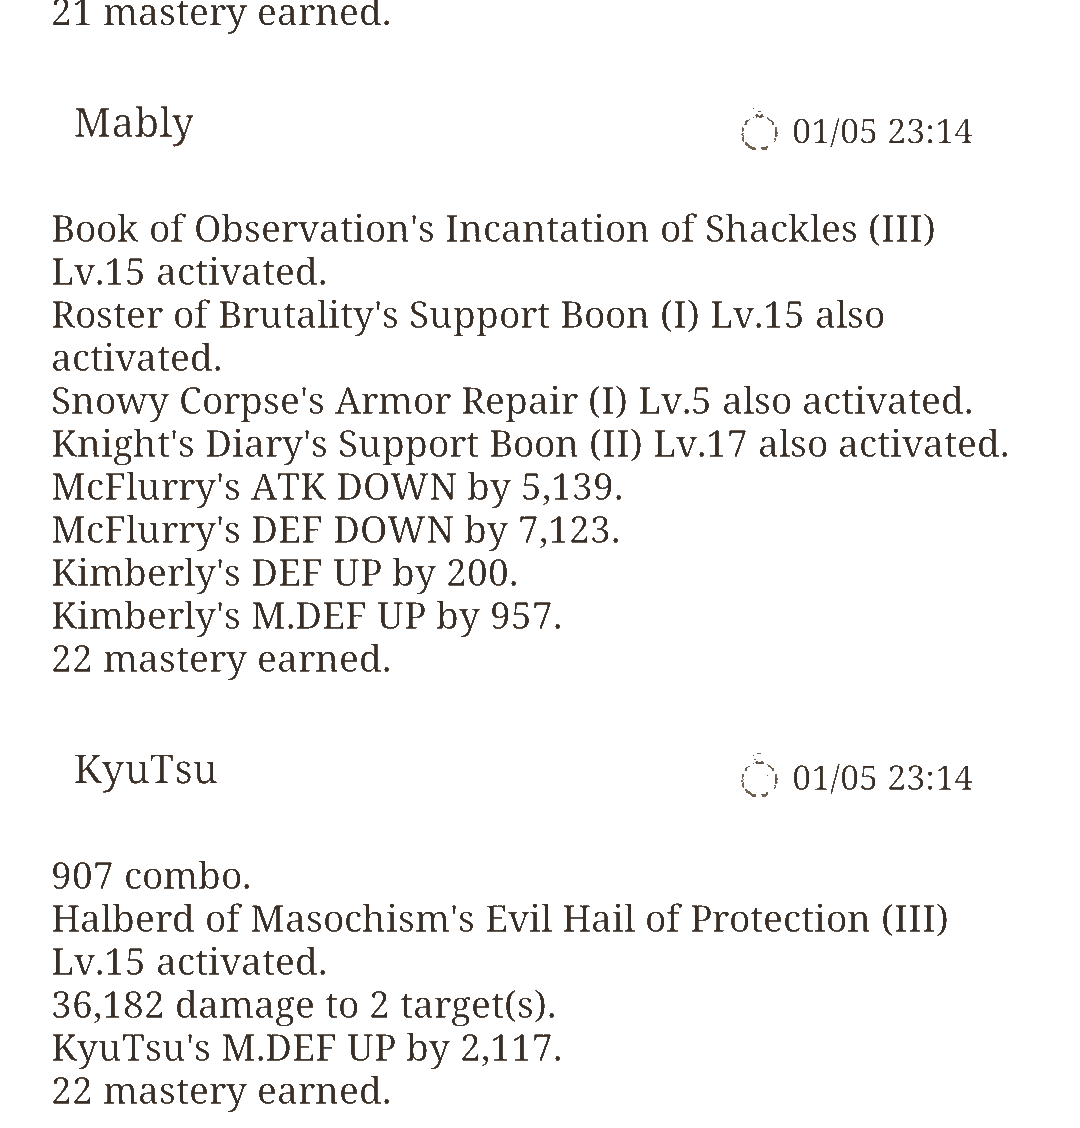 21 mastery earned.
Mably
01/05 23:14
Book of Observation's Incantation of Shackles (III)
Lv.15 activated.
Roster of Brutality's Support Boon (I) Lv.15 also
activated.
Snowy Corpse's Armor Repair (I) Lv.5 also activated.
Knight's Diary's Support Boon (II) Lv.17 also activated.
McFlurry's ATK DOWN by 5,139.
McFlurry's DEF DOWN by 7,123.
Kimberly's DEF UP by 200.
Kimberly's M.DEF UP by 957.
22 mastery earned.
KyuTsu
01/05 23:14
907 combo.
Halberd of Masochism's Evil Hail of Protection (III)
Lv.15 activated.
36,182 damage to 2 target(s).
KyuTsu's M.DEF UP by 2,117.
22 mastery earned.